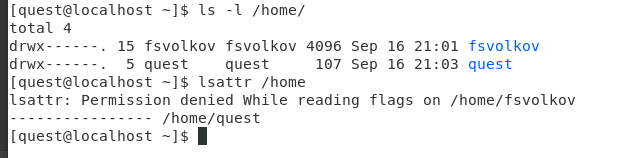 [quest@localhost ~]$ ls -l /home/
total 4
drwx------. 15 fsvolkov fsvolkov 4096 Sep 16 21:01 fsvolkov
drwx------.  5 quest    quest     107 Sep 16 21:03 quest
[quest@localhost ~]$ lsattr /home
lsattr: Permission denied While reading flags on /home/fsvolkov
---------------- /home/quest
[quest@localhost ~]$